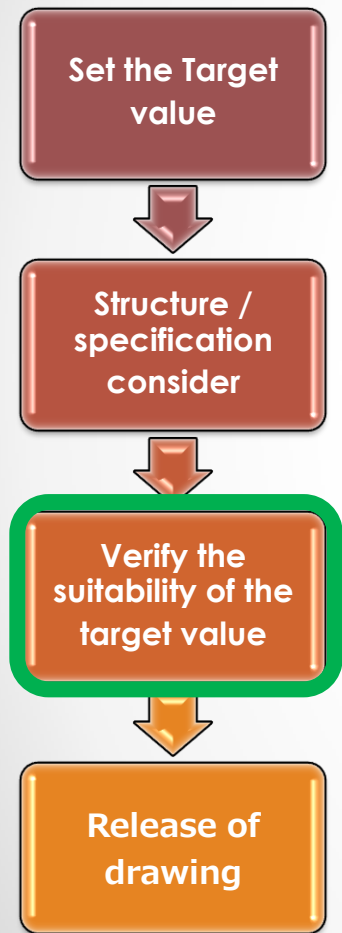 Set the Target
value
Structure /
specification
consider
Verify the
suitability of the
target value
Release of
drawing